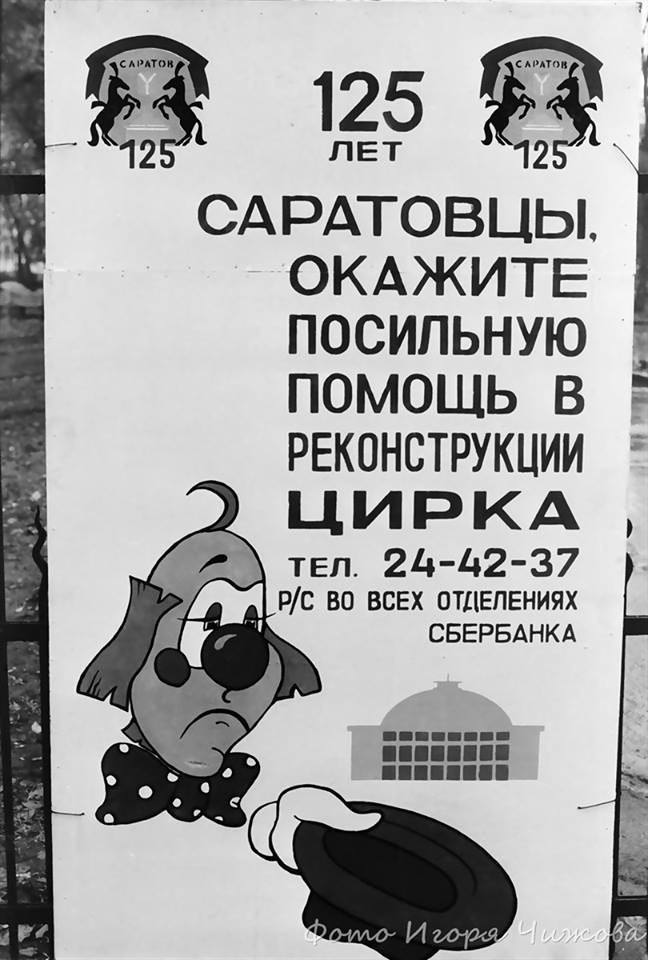 САРАТОВ
125
125
ЛЕТ
САРАТОВ
125
САРАТОВЦЫ,
ОКАЖИТЕ
ПОСИЛЬНУЮ
ПОМОЩЬ В
РЕКОНСТРУКЦИИ
ЦИРКА
ТЕЛ. 24-42-37
Р/С ВО ВСЕХ ОТДЕЛЕНИЯХ
СБЕРБАНКА
Фото Игоря Чижова